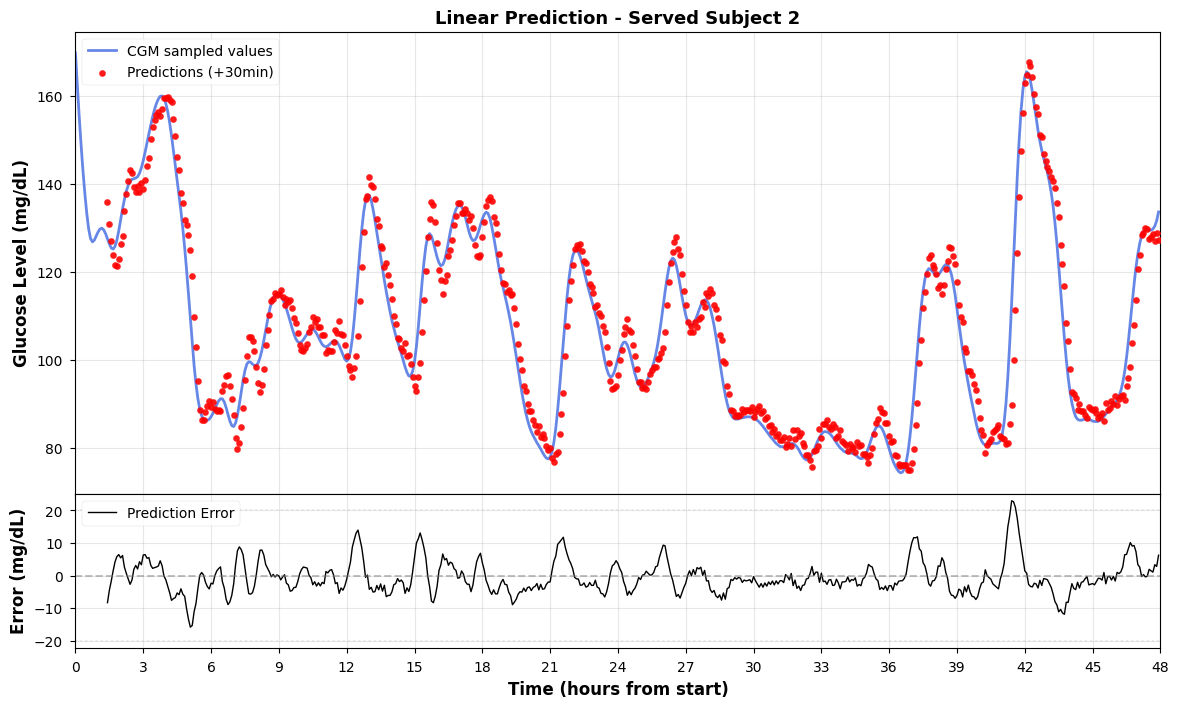 Linear Prediction - Served Subject 2
CGM sampled values
Predictions (+30min)
Glucose Level (mg/dL)
160
140
120
100
80
Prediction Error
Error (mg/dL)
20
10
0
−10
−20
0 3 6 9 12 15 18 21 24 27 30 33 36 39 42 45 48
Time (hours from start)